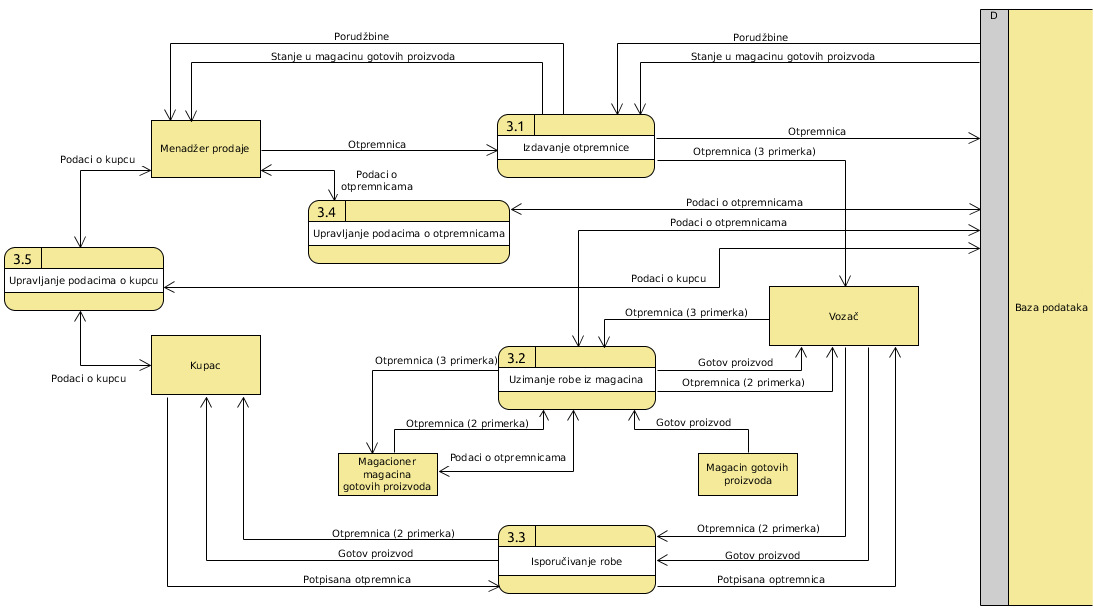 D
Porudžbine
Porudžbine
Stanje u magacinu gotovih proizvoda
Stanje u magacinu gotovih proizvoda
3.1
Izdavanje otpremnice
Menadžer prodaje
Otpremnica
Otpremnica
Otpremnica (3 primerka)
Podaci o kupcu
Podaci o
otpremnicama
3.4
Upravljanje podacima o otpremnicama
Podaci o otpremnicama
Podaci o otpremnicama
3.5
Upravljanje podacima o kupcu
Podaci o kupcu
Baza podataka
Vozač
Otpremnica (3 primerka)
Kupac
Podaci o kupcu
Otpremnica (3 primerka)
3.2
Uzimanje robe iz magacina
Gotov proizvod
Otpremnica (2 primerka)
Otpremnica (2 primerka)
Gotov proizvod
Podaci o otpremnicama
Magacioner
magacina
gotovih proizvoda
Magacin gotovih
proizvoda
Otpremnica (2 primerka)
3.3
Isporučivanje robe
Otpremnica (2 primerka)
Gotov proizvod
Gotov proizvod
Potpisana otpremnica
Potpisana optremnica